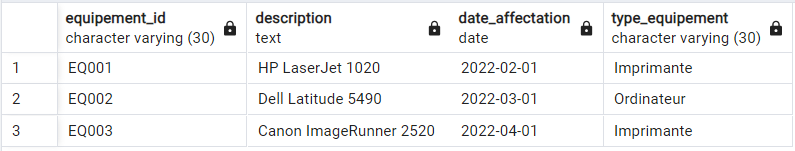 equipement_id description date_affectation type_equipement
character varying (30) text date character varying (30)
1 EQ001 HP LaserJet 1020 2022-02-01 Imprimante
2 EQ002 Dell Latitude 5490 2022-03-01 Ordinateur
3 EQ003 Canon ImageRunner 2520 2022-04-01 Imprimante